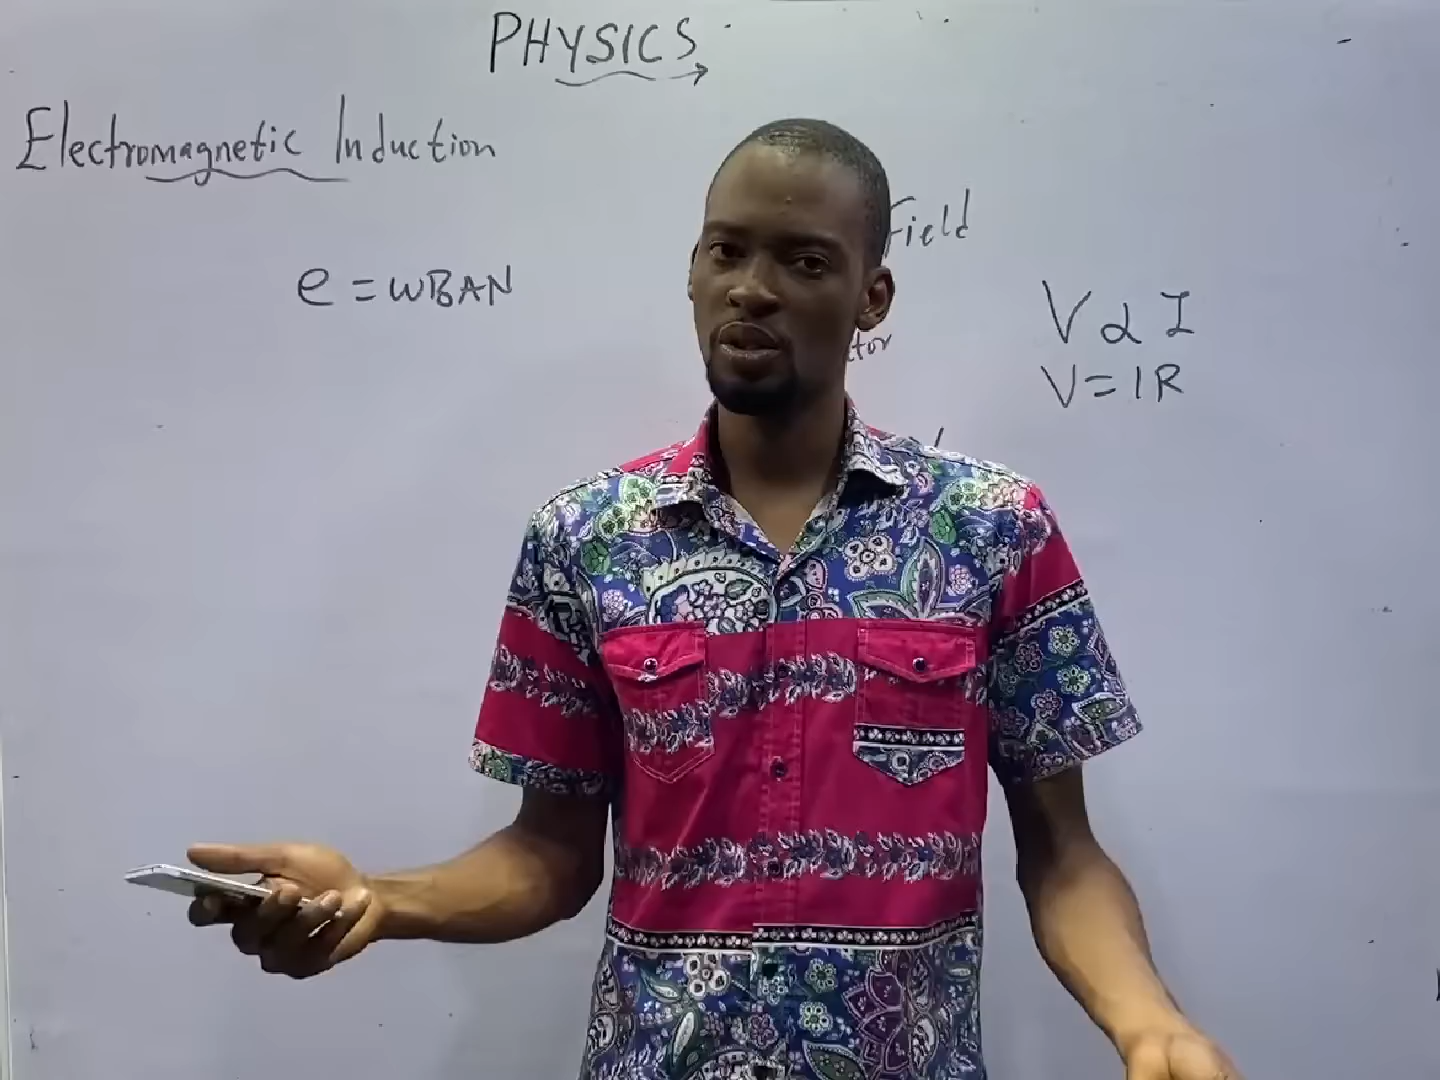 PHYSICS
Electromagnetic Induction
Field
e = WBAN
V α I
V = IR